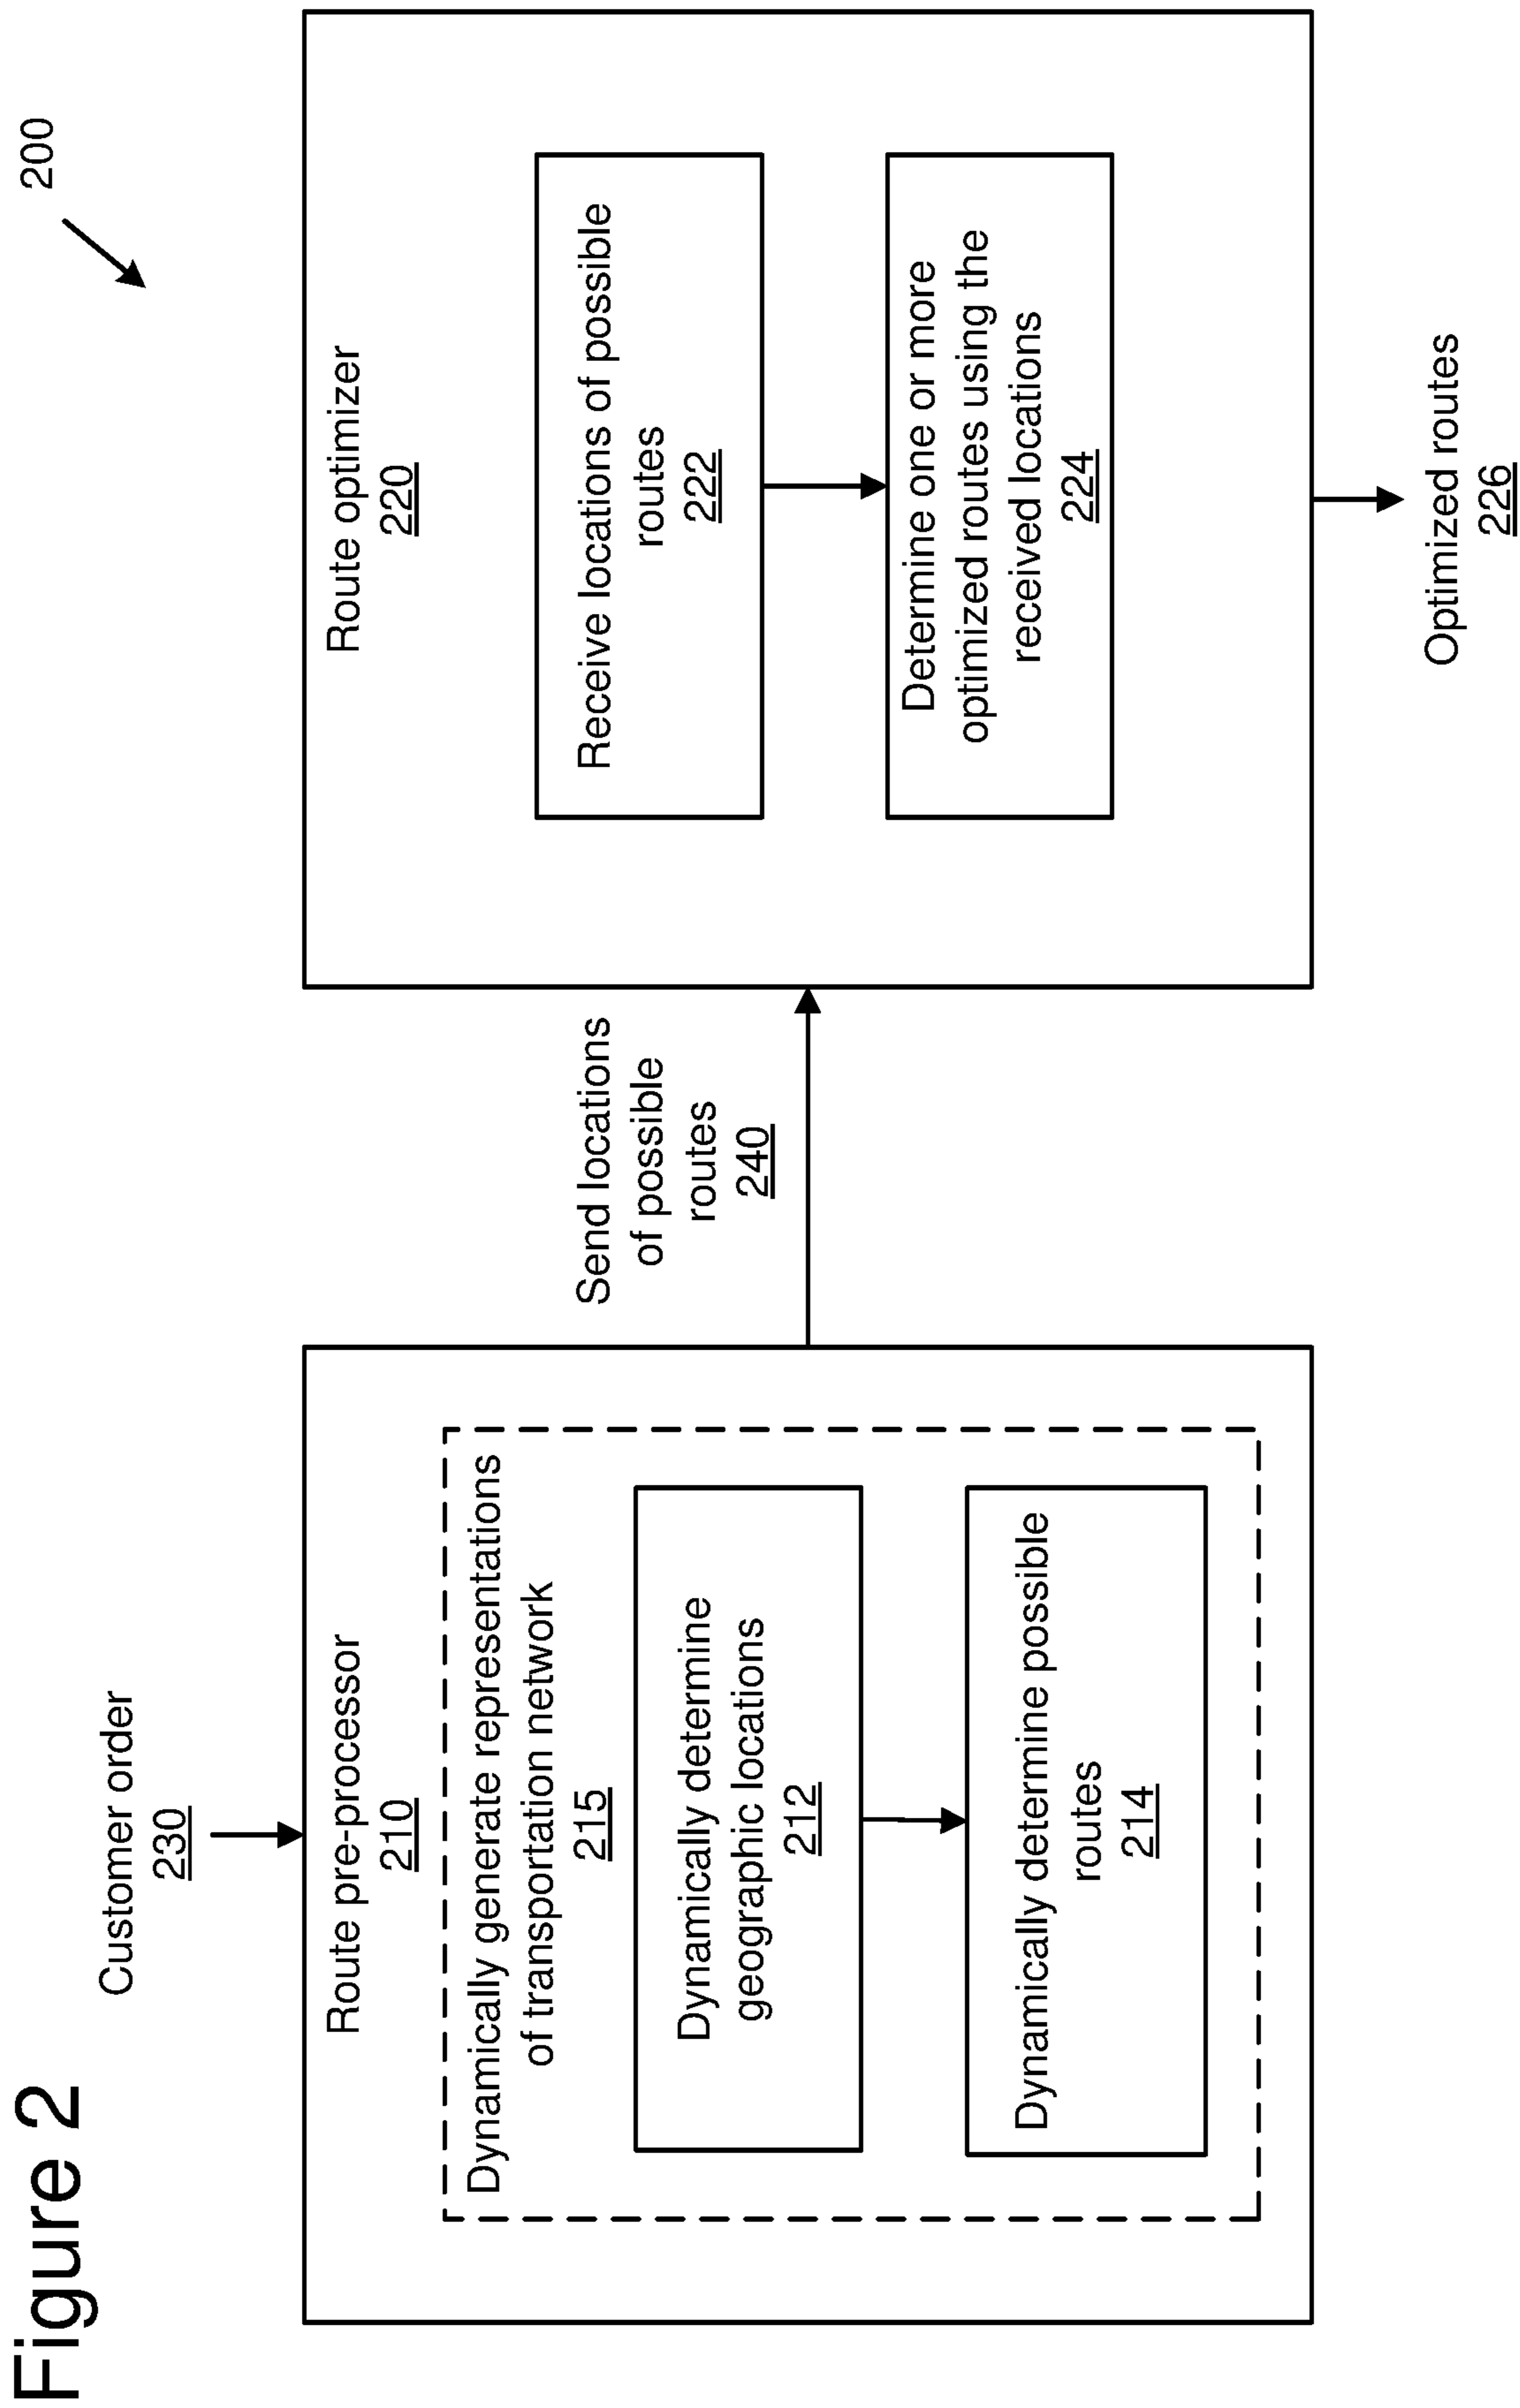 Figure 2
200
Customer order
230
Route pre-processor
210
Dynamically generate representations
of transportation network
215
Dynamically determine
geographic locations
212
Dynamically determine possible
routes
214
Send locations
of possible
routes
240
Route optimizer
220
Receive locations of possible
routes
222
Determine one or more
optimized routes using the
received locations
224
Optimized routes
226